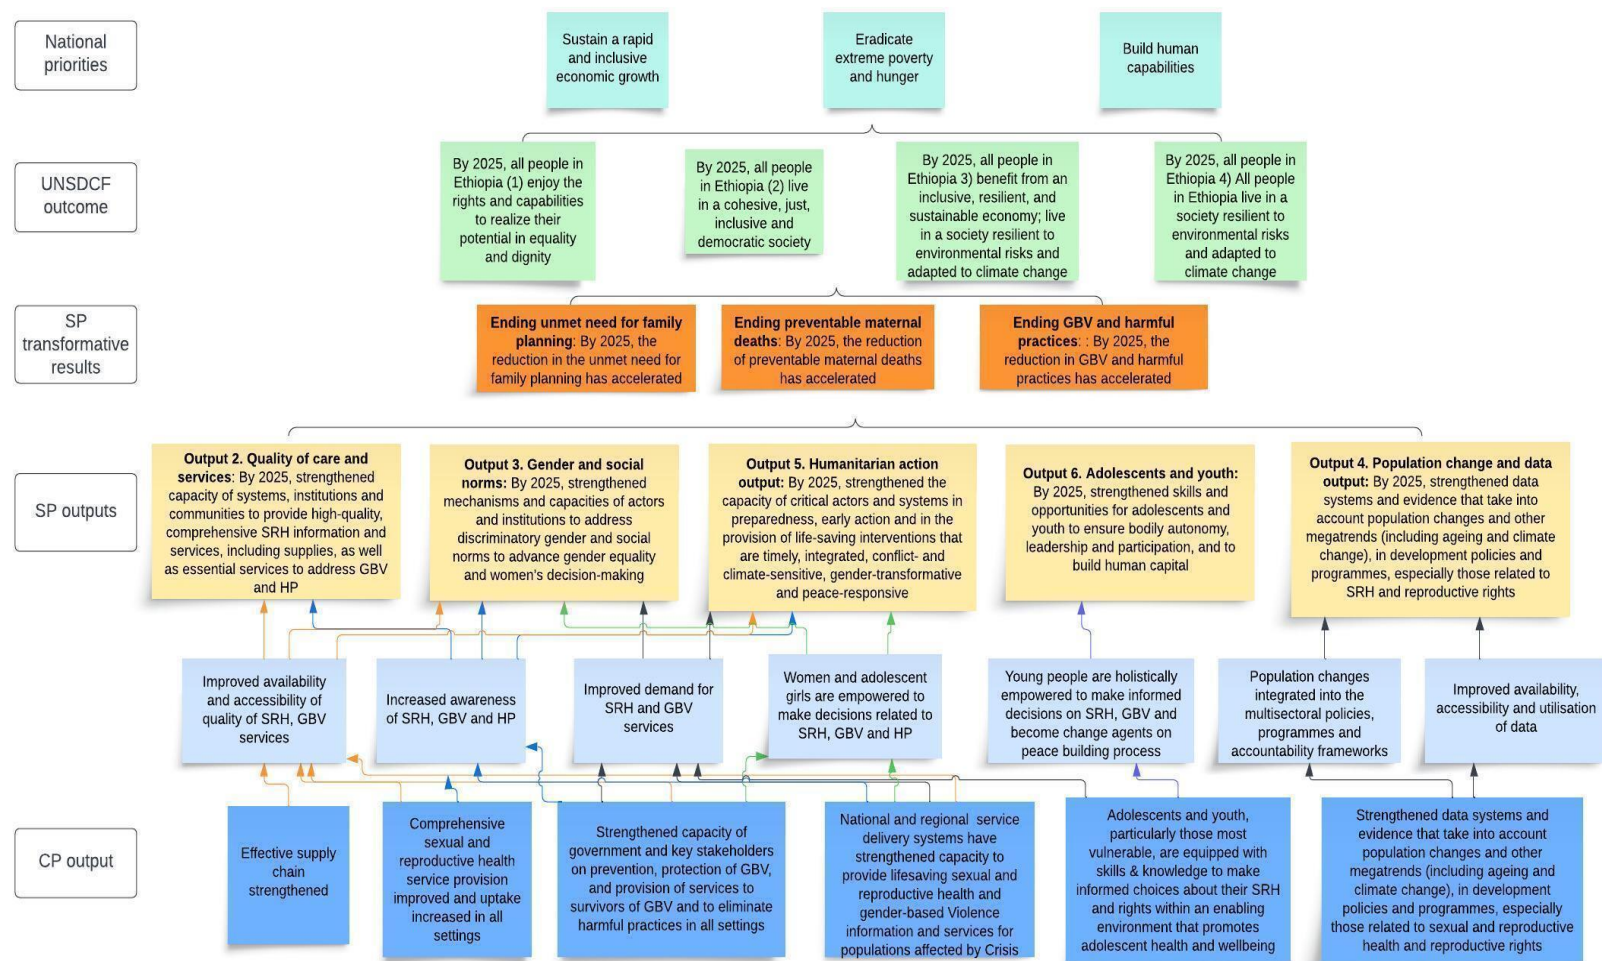 National
priorities
Sustain a rapid
and inclusive
economic growth
Eradicate
extreme poverty
and hunger
Build human
capabilities
UNSDCF
outcome
By 2025, all people in
Ethiopia (1) enjoy the
rights and capabilities
to realize their
potential in equality
and dignity
By 2025, all people
in Ethiopia (2) live
in a cohesive, just,
inclusive and
democratic society
By 2025, all people in
Ethiopia 3) benefit from an
inclusive, resilient, and
sustainable economy; live
in a society resilient to
environmental risks and
adapted to climate change
By 2025, all people in
Ethiopia 4) All people
in Ethiopia live in a
society resilient to
environmental risks
and adapted to
climate change
SP
transformative
results
Ending unmet need for family
planning: By 2025, the
reduction in the unmet need for
family planning has accelerated
Ending preventable maternal
deaths: By 2025, the reduction
of preventable maternal deaths
has accelerated
Ending GBV and harmful
practices: : By 2025, the
reduction in GBV and harmful
practices has accelerated
SP outputs
Output 2. Quality of care and
services: By 2025, strengthened
capacity of systems, institutions and
communities to provide high-quality,
comprehensive SRH information and
services, including supplies, as well
as essential services to address GBV
and HP
Output 3. Gender and social
norms: By 2025, strengthened
mechanisms and capacities of actors
and institutions to address
discriminatory gender and social
norms to advance gender equality
and women's decision-making
Output 5. Humanitarian action
output: By 2025, strengthened the
capacity of critical actors and systems in
preparedness, early action and in the
provision of life-saving interventions that
are timely, integrated, conflict- and
climate-sensitive, gender-transformative
and peace-responsive
Output 6. Adolescents and youth:
By 2025, strengthened skills and
opportunities for adolescents and
youth to ensure bodily autonomy,
leadership and participation, and to
build human capital
Output 4. Population change and data
output: By 2025, strengthened data
systems and evidence that take into
account population changes and other
megatrends (including ageing and climate
change), in development policies and
programmes, especially those related to
SRH and reproductive rights
Improved availability
and accessibility of
quality of SRH, GBV
services
Increased awareness
of SRH, GBV and HP
Improved demand for
SRH and GBV
services
Women and adolescent
girls are empowered to
make decisions related to
SRH, GBV and HP
Young people are holistically
empowered to make informed
decisions on SRH, GBV and
become change agents on
peace building process
Population changes
integrated into the
multisectoral policies,
programmes and
accountability frameworks
Improved availability,
accessibility and utilisation
of data
CP output
Effective supply
chain
strengthened
Comprehensive
sexual and
reproductive health
service provision
improved and uptake
increased in all
settings
Strengthened capacity of
government and key stakeholders
on prevention, protection of GBV,
and provision of services to
survivors of GBV and to eliminate
harmful practices in all settings
National and regional service
delivery systems have
strengthened capacity to
provide lifesaving sexual and
reproductive health and
gender-based Violence
information and services for
populations affected by Crisis
Adolescents and youth,
particularly those most
vulnerable, are equipped with
skills & knowledge to make
informed choices about their SRH
and rights within an enabling
environment that promotes
adolescent health and wellbeing
Strengthened data systems and
evidence that take into account
population changes and other
megatrends (including ageing and
climate change), in development
policies and programmes, especially
those related to sexual and reproductive
health and reproductive rights